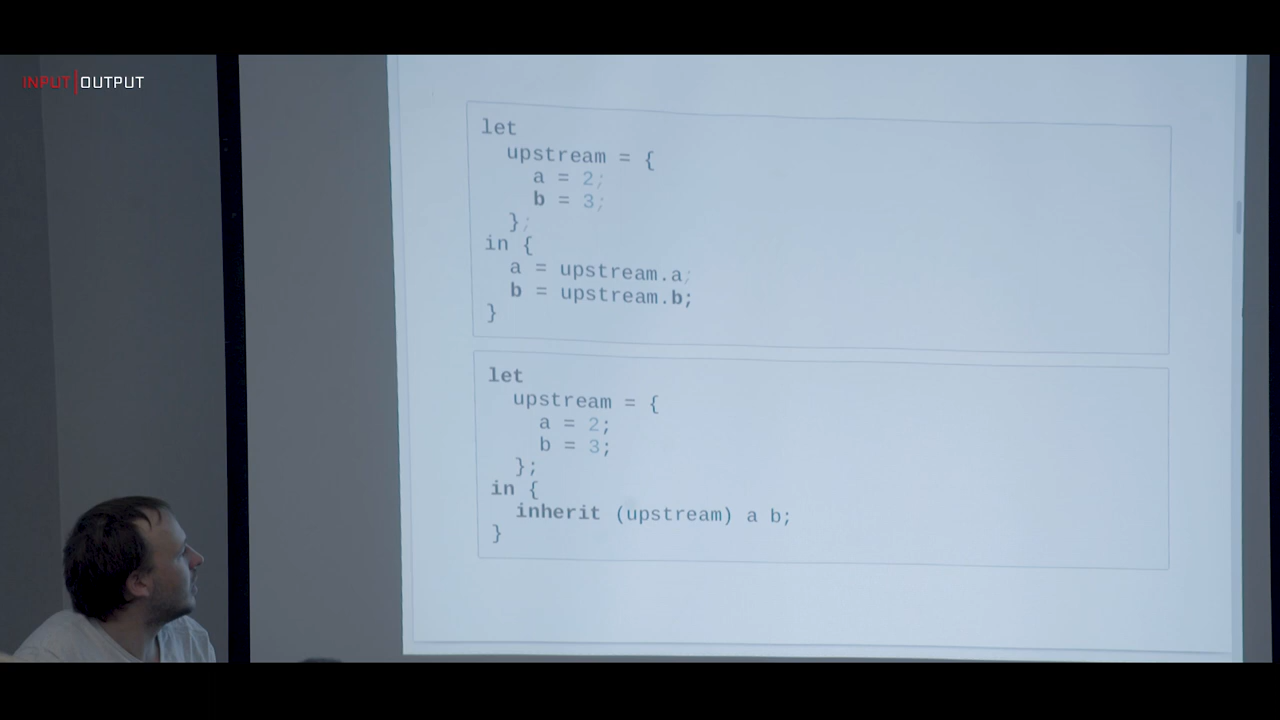 INPUT|OUTPUT
let
  upstream = {
    a = 2;
    b = 3;
  };
in {
  a = upstream.a;
  b = upstream.b;
}
let
  upstream = {
    a = 2;
    b = 3;
  };
in {
  inherit (upstream) a b;
}